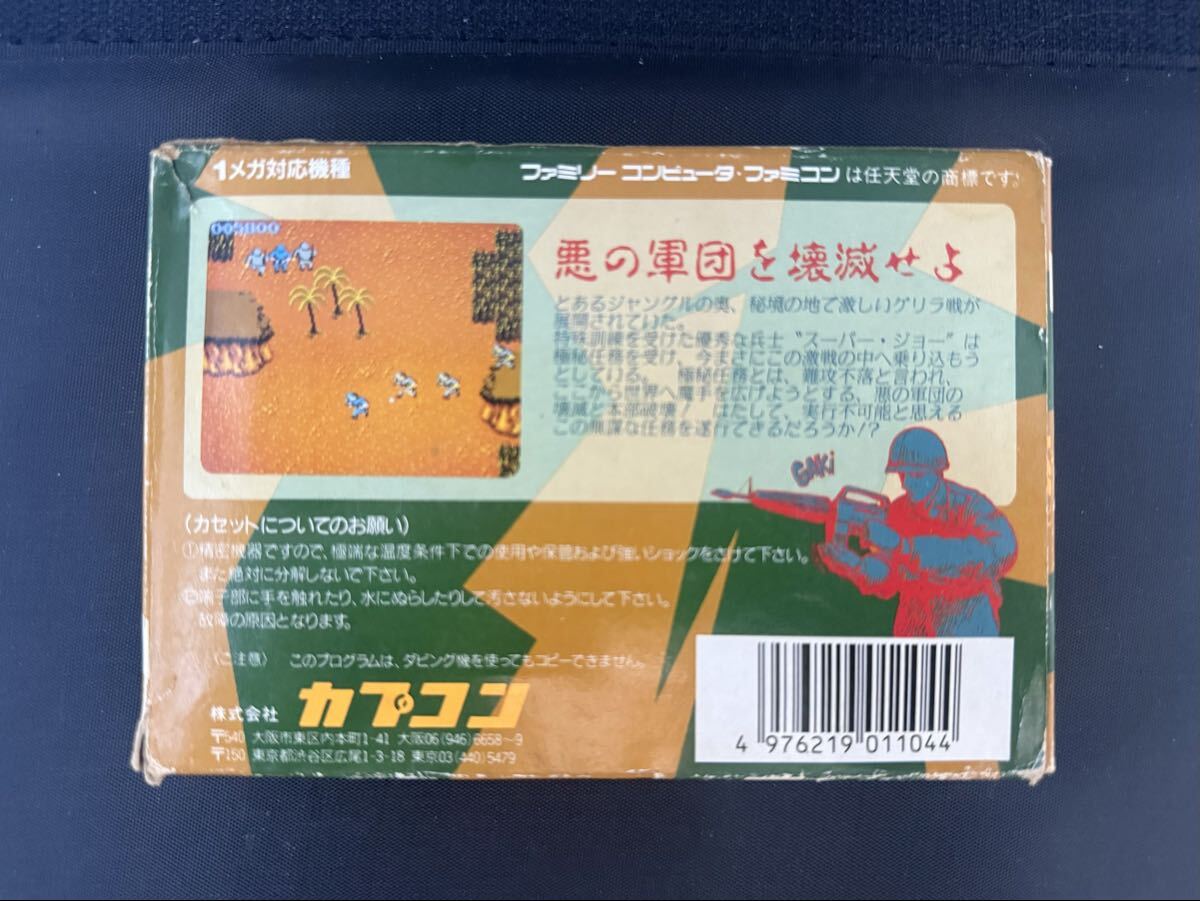 1メガ対応機種
ファミリー コンピュータ・ファミコンは任天堂の商標です。
005800
悪の軍団を壊滅せよ
とあるジャングルの奥、秘境の地で激しいゲリラ戦が
展開されていた。
特殊訓練を受けた優秀な兵士“スーパー・ジョー”は
極秘任務を受け、今まさにこの激戦の中へ乗り込もう
としている。 極秘任務とは、難攻不落と言われ、
ここから世界へ魔手を広げようとする、悪の軍団の
壊滅と本部破壊! はたして、実行不可能と思える
この無謀な任務を遂行できるだろうか!?
GAKi
(カセットについてのお願い)
①精密機器ですので、極端な温度条件下での使用や保管および強いショックをさけて下さい。
また絶対に分解しないで下さい。
②端子部に手を触れたり、水にぬらしたりして汚さないようにして下さい。
故障の原因となります。
〈ご注意〉 このプログラムは、ダビング機を使ってもコピーできません。
株式会社 カプコン
〒540 大阪市東区内本町1-41 大阪06(946)6658~9
〒150 東京都渋谷区広尾1-3-18 東京03(440)5479
4 976219 011044